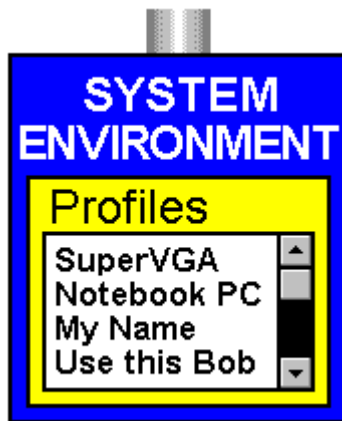 SYSTEM
ENVIRONMENT
Profiles
SuperVGA
Notebook PC
My Name
Use this Bob